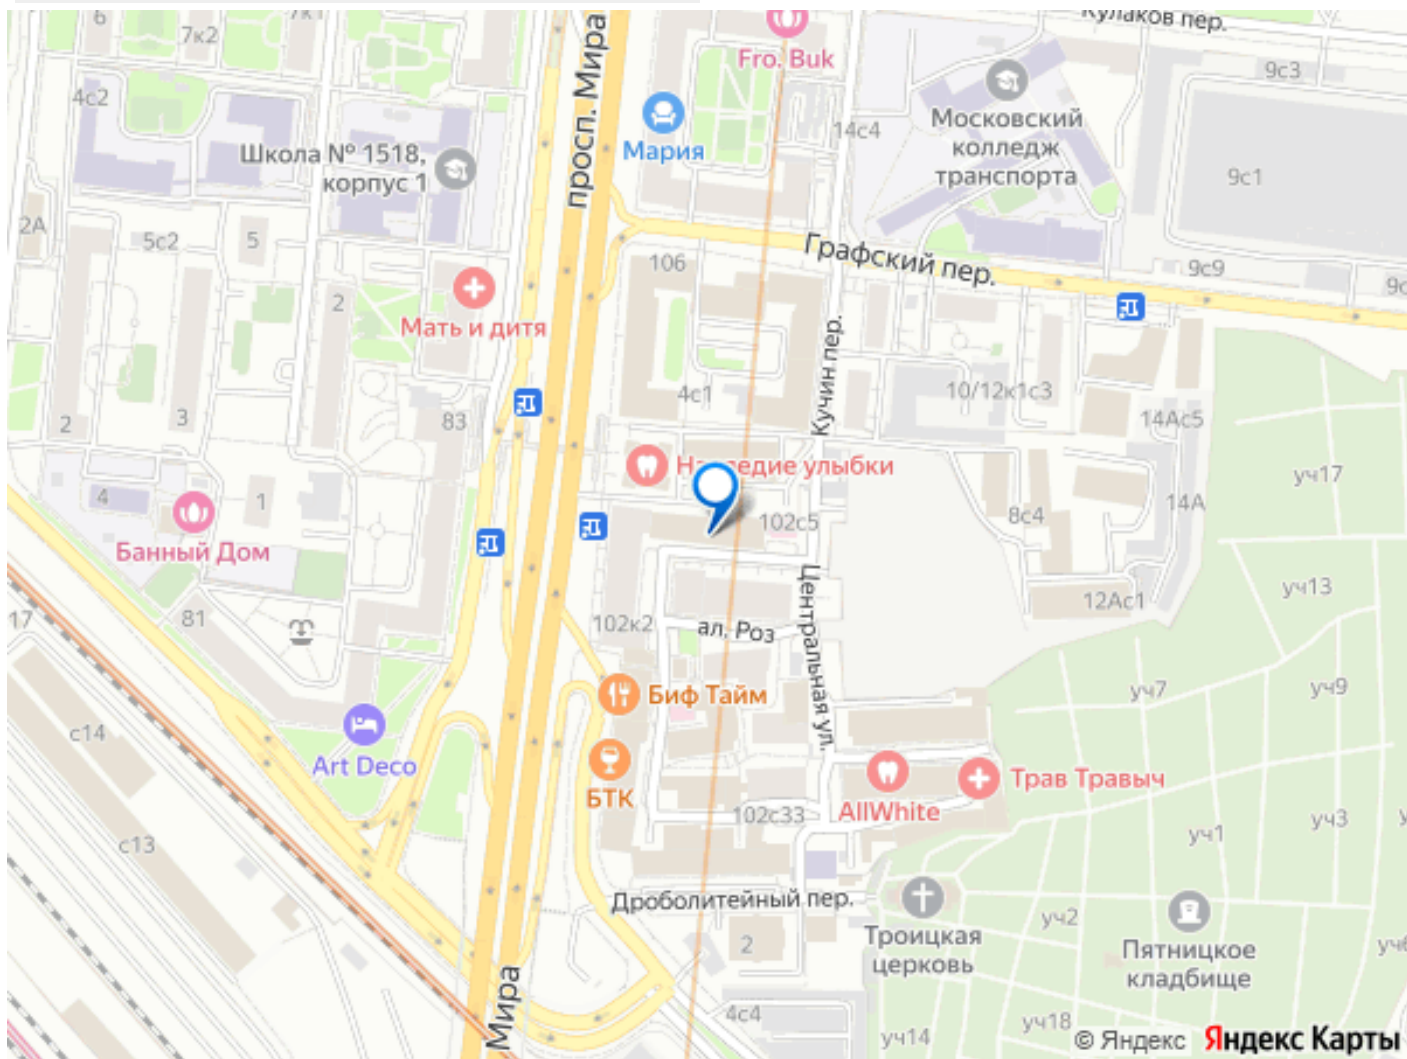 6
7к1
7к2
Кулаков пер.
Fro. Buk
9с3
4с2
просп. Мира
Мария
14с4
Московский
колледж
транспорта
Школа № 1518,
корпус 1
9с1
2А
5с2
5
106
Графский пер.
9с9
2
Мать и дитя
Кучин пер.
4с1
10/12к1с3
14Ас5
2
3
83
уч17
4
1
102с5
8с4
14А
Банный Дом
12Ас1
уч13
17
81
102к2
ал. Роз
Центральная ул.
Биф Тайм
уч7
уч9
с14
Art Deco
БТК
AllWhite
Трав Травыч
102с33
уч1
уч3
с13
Дроболитейный пер.
Троицкая
церковь
уч2
Пятницкое
кладбище
2
Мира
4с4
уч14
уч18
© Яндекс Яндекс Карты